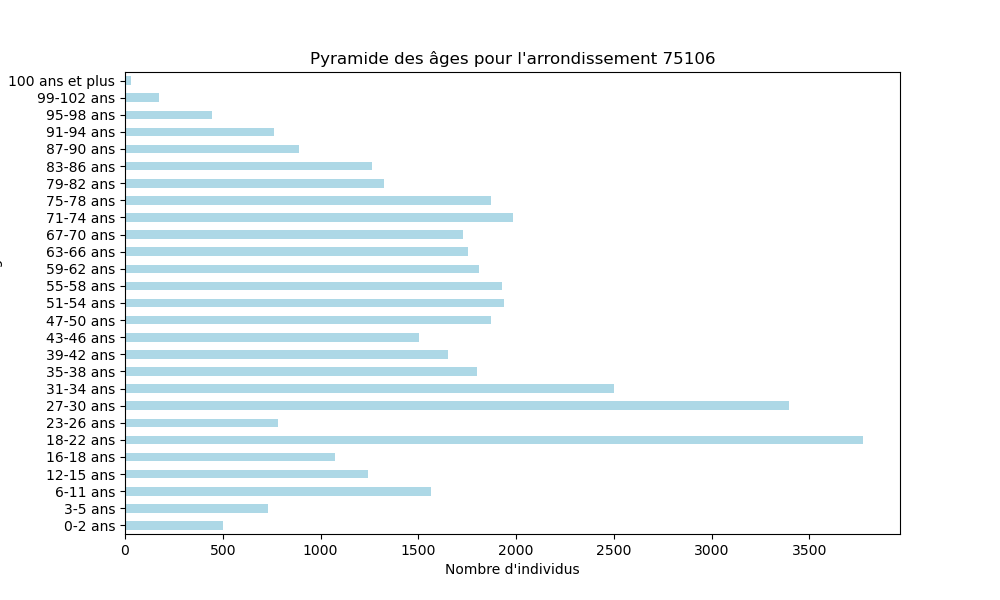 Pyramide des âges pour l'arrondissement 75106
100 ans et plus
99-102 ans
95-98 ans
91-94 ans
87-90 ans
83-86 ans
79-82 ans
75-78 ans
71-74 ans
67-70 ans
63-66 ans
59-62 ans
55-58 ans
51-54 ans
47-50 ans
43-46 ans
39-42 ans
35-38 ans
31-34 ans
27-30 ans
23-26 ans
18-22 ans
16-18 ans
12-15 ans
6-11 ans
3-5 ans
0-2 ans
0 500 1000 1500 2000 2500 3000 3500
Nombre d'individus